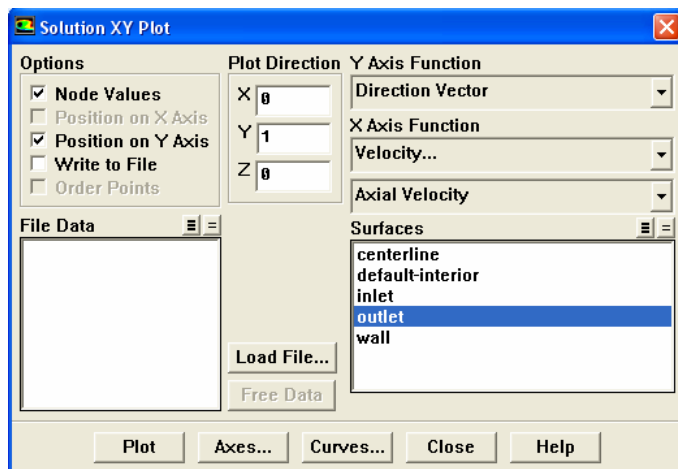 Solution XY Plot
Options
Node Values
Position on X Axis
Position on Y Axis
Write to File
Order Points
Plot Direction
X 0
Y 1
Z 0
Y Axis Function
Direction Vector
X Axis Function
Velocity...
Axial Velocity
File Data
Surfaces
centerline
default-interior
inlet
outlet
wall
Load File...
Free Data
Plot Axes... Curves... Close Help